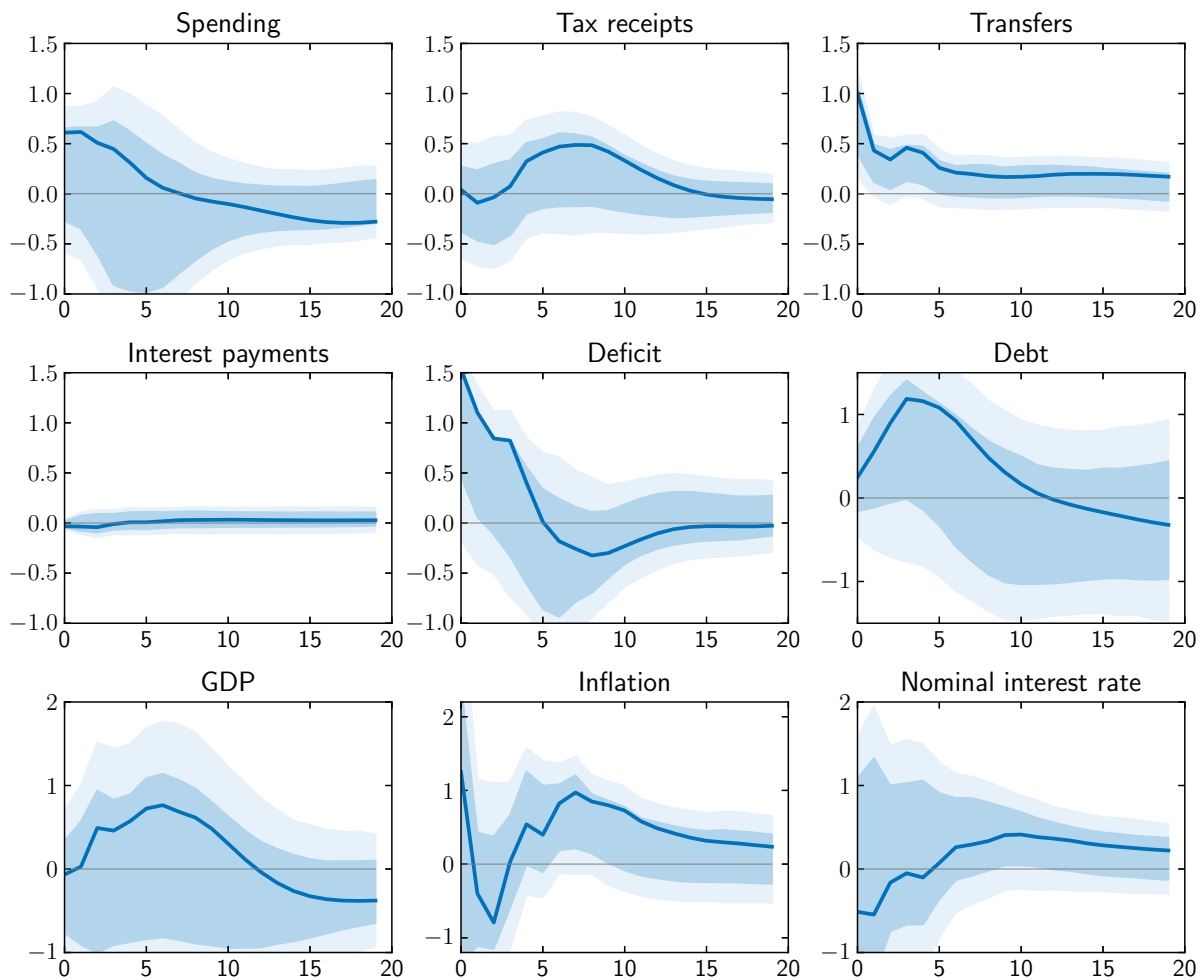 Spending Tax receipts Transfers
1.5 1.5 1.5
1.0 1.0 1.0
0.5 0.5 0.5
0.0 0.0 0.0
−0.5 −0.5 −0.5
−1.0 −1.0 −1.0
0 5 10 15 20 0 5 10 15 20 0 5 10 15 20
Interest payments Deficit Debt
1.5 1.5
1.0 1.0 1
0.5 0.5
0.0 0.0 0
−0.5 −0.5
−1
−1.0 −1.0
0 5 10 15 20 0 5 10 15 20 0 5 10 15 20
GDP Inflation Nominal interest rate
2 2 2
1 1 1
0 0 0
−1 −1 −1
0 5 10 15 20 0 5 10 15 20 0 5 10 15 20